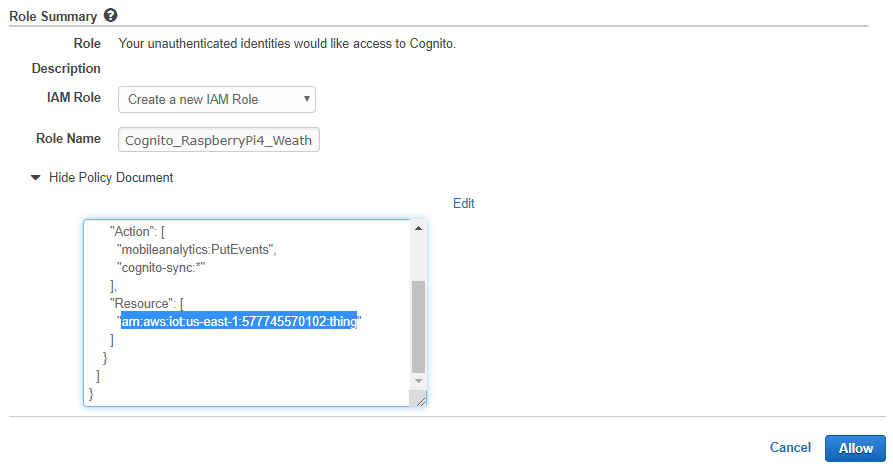 Role Summary ?
Role Your unauthenticated identities would like access to Cognito.
Description
IAM Role Create a new IAM Role
Role Name Cognito_RaspberryPi4_Weath
Hide Policy Document
Edit
"Action": [
"mobileanalytics:PutEvents",
"cognito-sync:*"
],
"Resource": [
"arn:aws:iot:us-east-1:577745570102:thing"
]
}
]
}
Cancel Allow